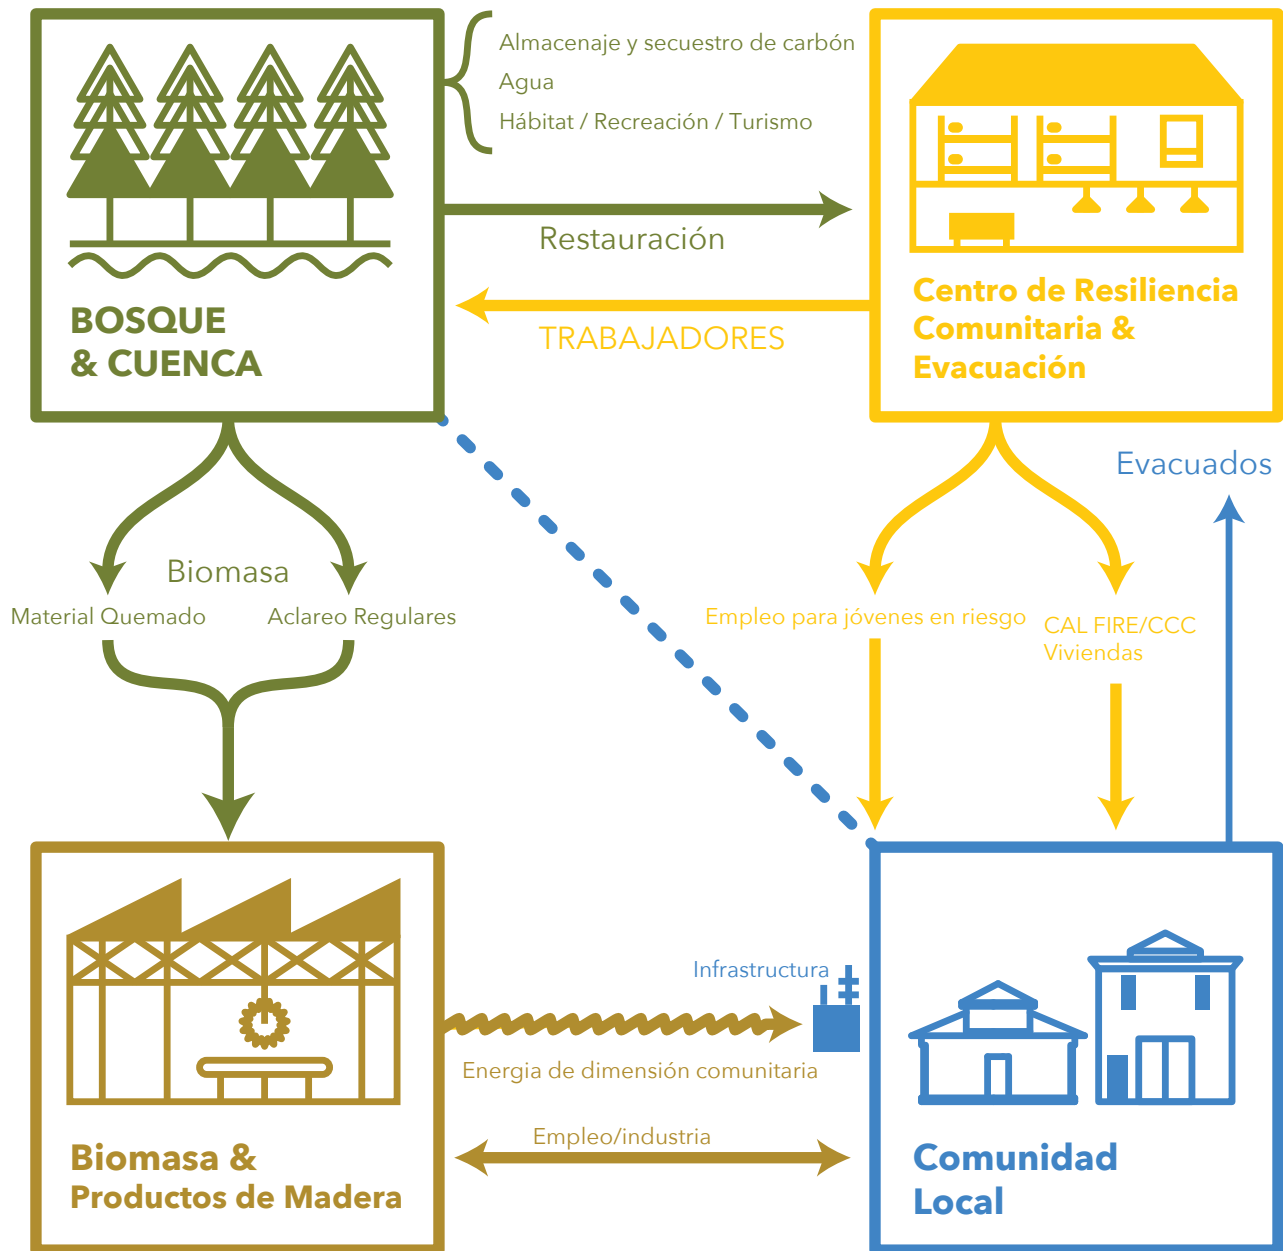 Almacenaje y secuestro de carbón
Agua
Hábitat / Recreación / Turismo
Restauración
TRABAJADORES
BOSQUE
& CUENCA
Centro de Resiliencia
Comunitaria &
Evacuación
Evacuados
Biomasa
Material Quemado
Aclareo Regulares
Empleo para jóvenes en riesgo
CAL FIRE/CCC
Viviendas
Infrastructura
Energia de dimensión comunitaria
Empleo/industria
Biomasa &
Productos de Madera
Comunidad
Local